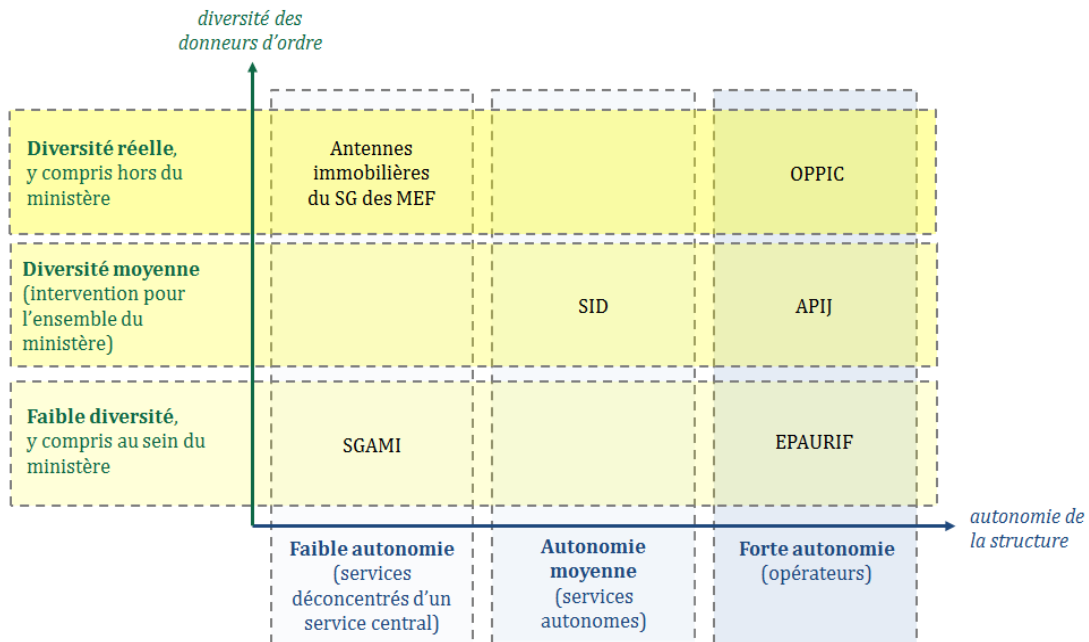 diversité des
donneurs d’ordre
Diversité réelle,
y compris hors du
ministère
Antennes
immobilières
du SG des MEF
OPPIC
Diversité moyenne
(intervention pour
l’ensemble du
ministère)
SID
APIJ
Faible diversité,
y compris au sein du
ministère
SGAMI
EPAURIF
autonomie de
la structure
Faible autonomie
(services
déconcentrés d’un
service central)
Autonomie
moyenne
(services
autonomes)
Forte autonomie
(opérateurs)